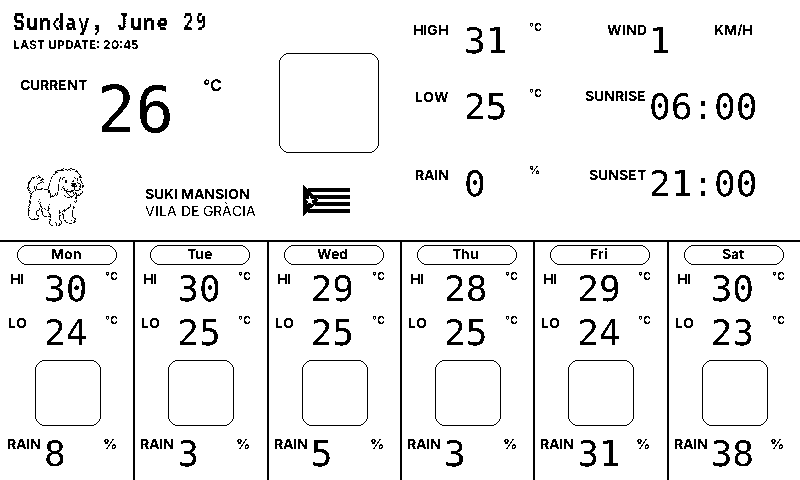 Sunday, June 29
LAST UPDATE: 20:45
CURRENT 26 °C
HIGH 31 °C
LOW 25 °C
RAIN 0 %
WIND 1 KM/H
SUNRISE 06:00
SUNSET 21:00
SUKI MANSION
VILA DE GRÀCIA
Mon
HI 30 °C
LO 24 °C
RAIN 8 %
Tue
HI 30 °C
LO 25 °C
RAIN 3 %
Wed
HI 29 °C
LO 25 °C
RAIN 5 %
Thu
HI 28 °C
LO 25 °C
RAIN 3 %
Fri
HI 29 °C
LO 24 °C
RAIN 31 %
Sat
HI 30 °C
LO 23 °C
RAIN 38 %